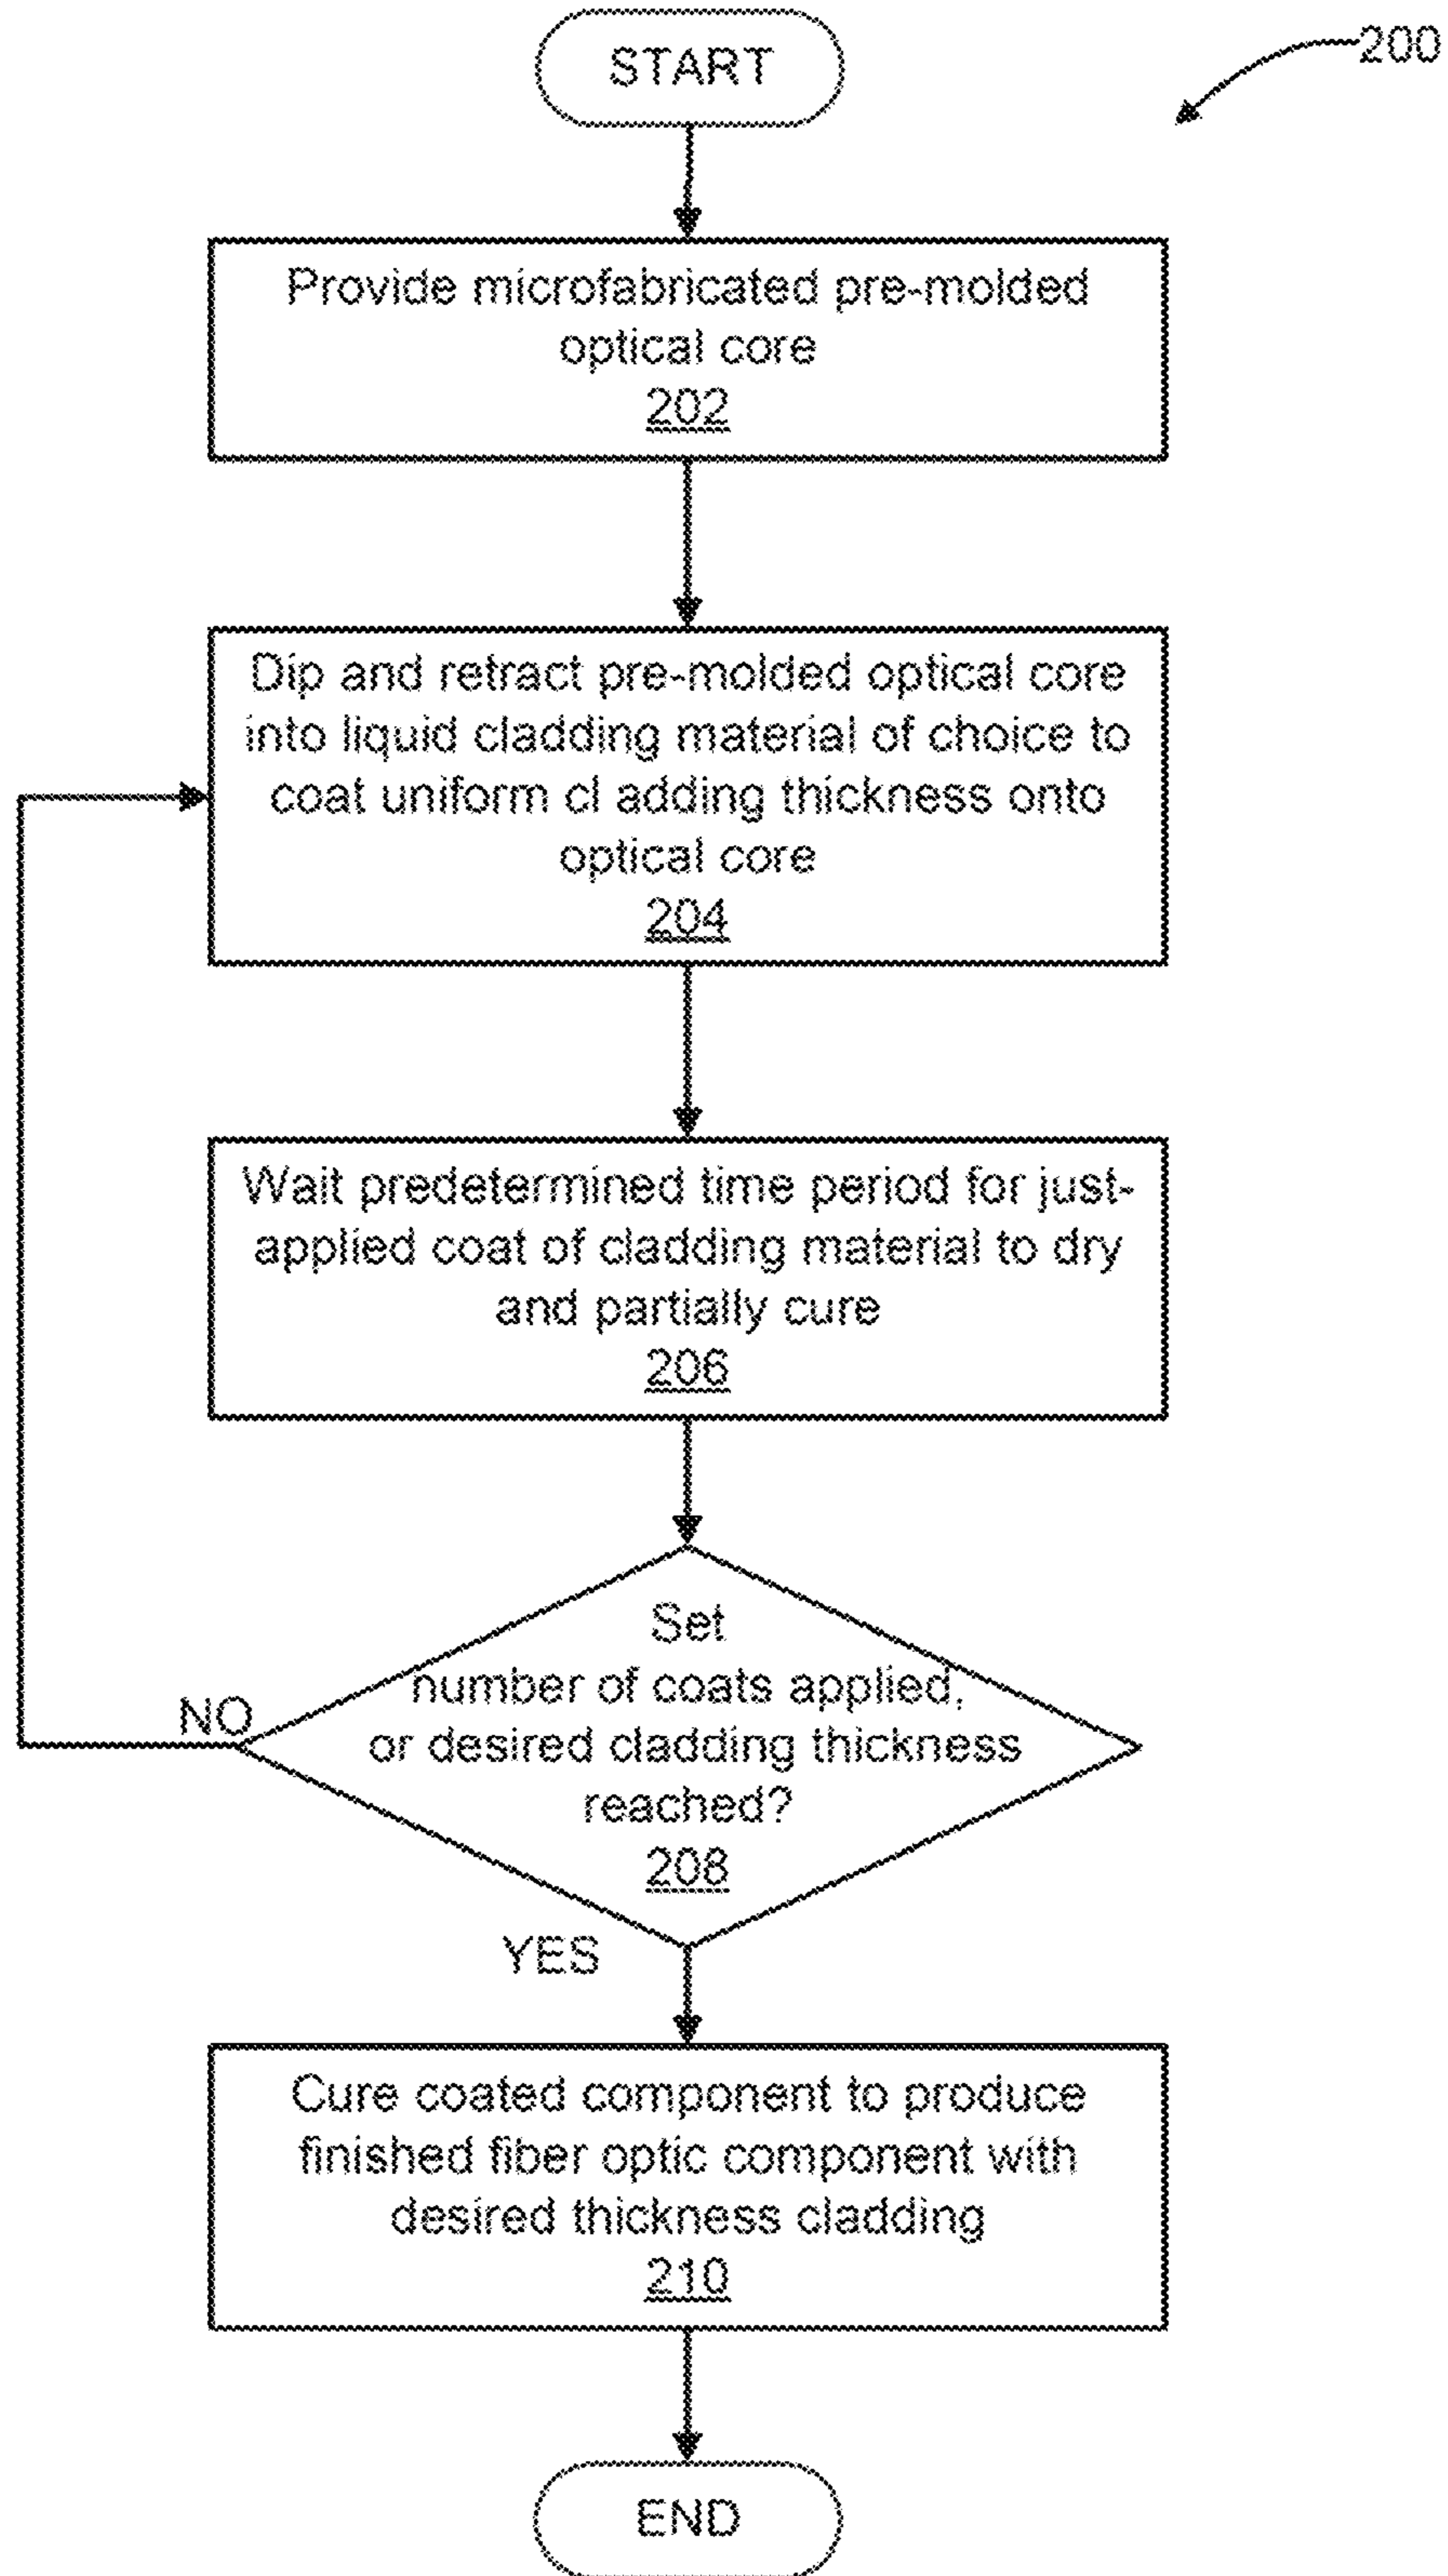 START
200
Provide microfabricated pre-molded
optical core
202
Dip and retract pre-molded optical core
into liquid cladding material of choice to
coat uniform cl adding thickness onto
optical core
204
Wait predetermined time period for just-
applied coat of cladding material to dry
and partially cure
206
Set
number of coats applied,
or desired cladding thickness
reached?
208
NO
YES
Cure coated component to produce
finished fiber optic component with
desired thickness cladding
210
END